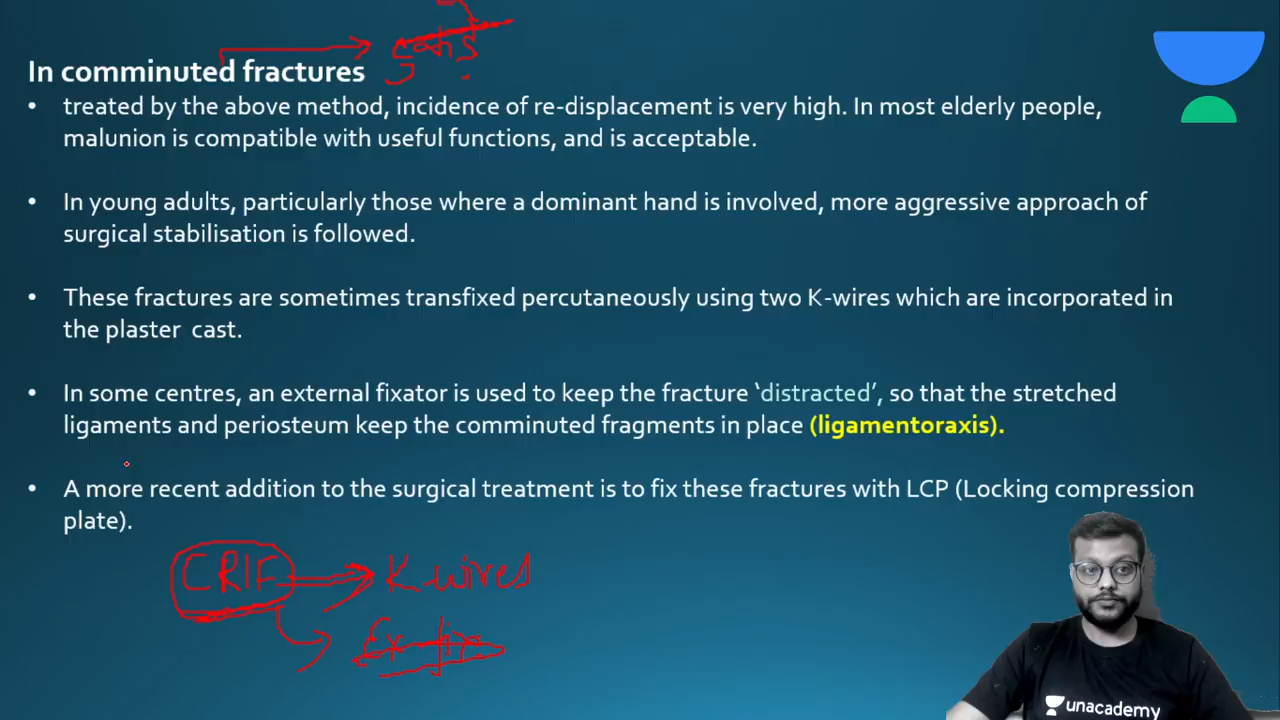 In comminuted fractures
• treated by the above method, incidence of re-displacement is very high. In most elderly people,
malunion is compatible with useful functions, and is acceptable.
• In young adults, particularly those where a dominant hand is involved, more aggressive approach of
surgical stabilisation is followed.
• These fractures are sometimes transfixed percutaneously using two K-wires which are incorporated in
the plaster cast.
• In some centres, an external fixator is used to keep the fracture ‘distracted’, so that the stretched
ligaments and periosteum keep the comminuted fragments in place (ligamentoraxis).
• A more recent addition to the surgical treatment is to fix these fractures with LCP (Locking compression
plate).
CRIF K-wires
Ex-fix
unacademy